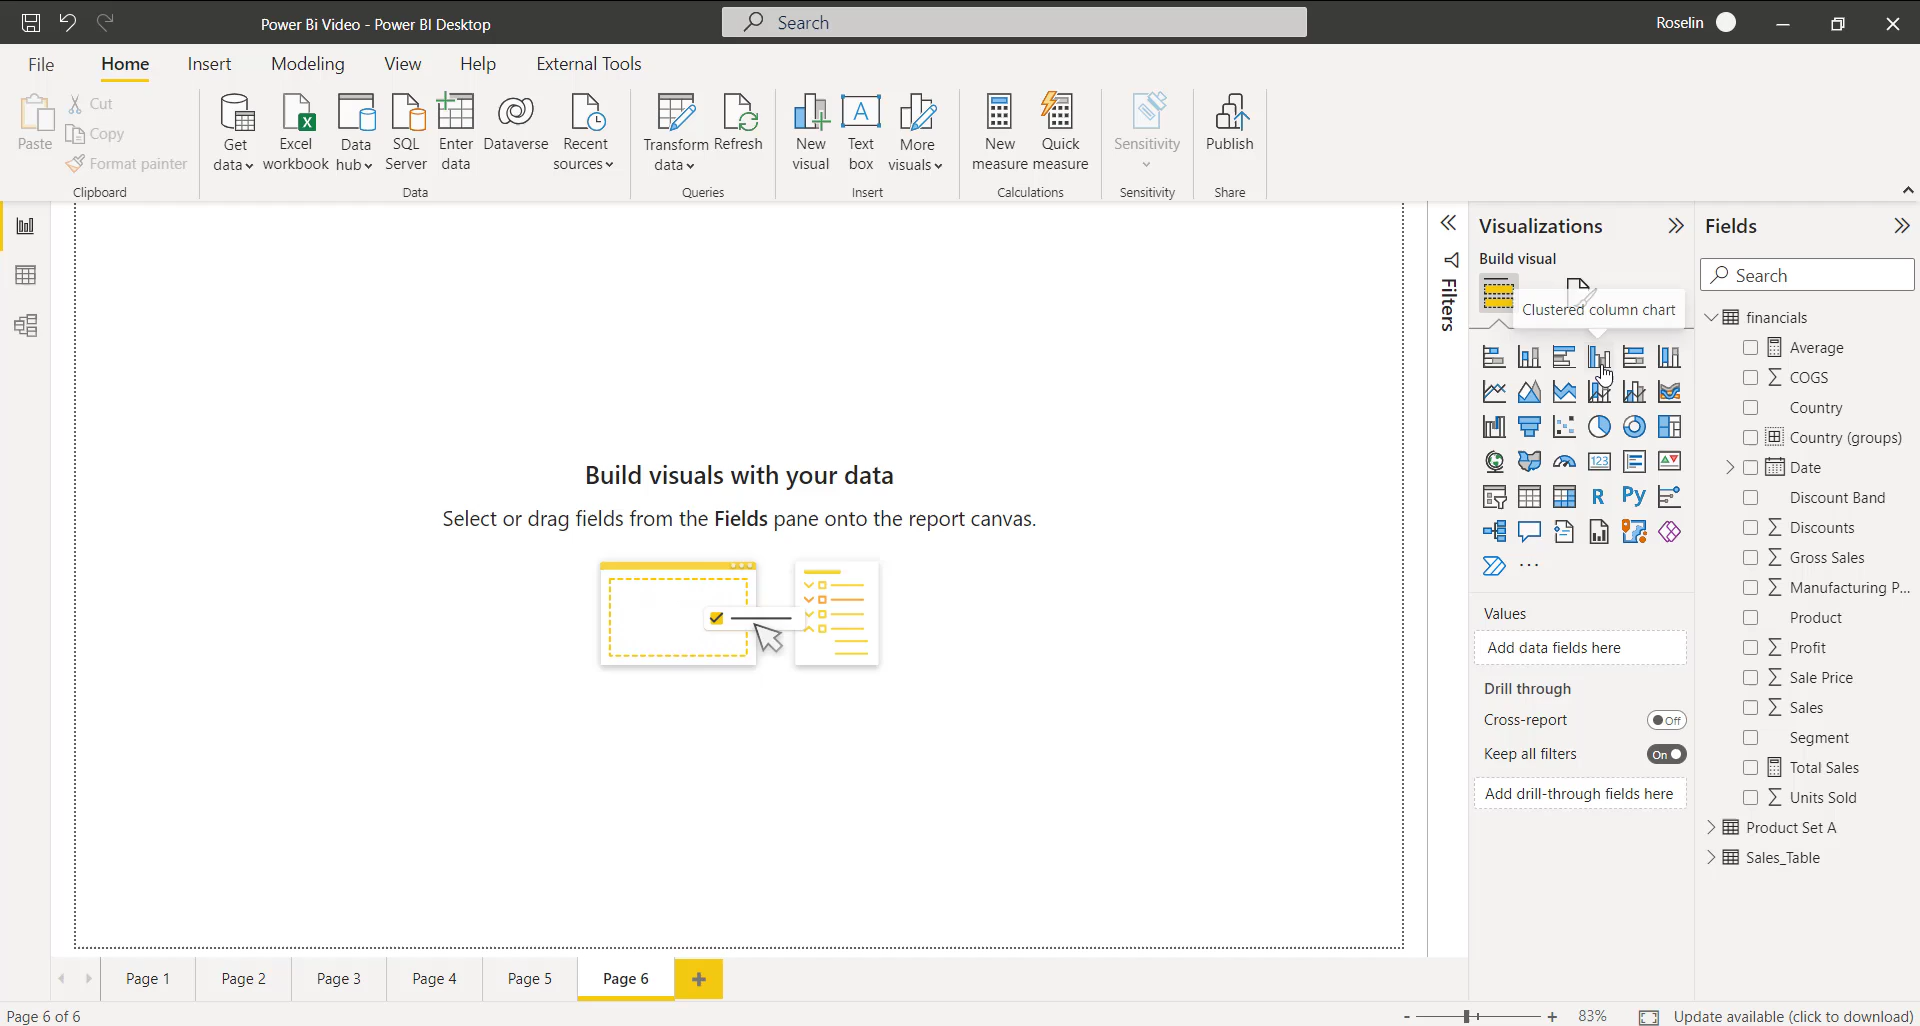 Power Bi Video - Power BI Desktop
Search
Roselin
File
Home
Insert
Modeling
View
Help
External Tools
Paste
Cut
Copy
Format painter
Clipboard
Get data
Excel workbook
Data hub
SQL Server
Enter data
Dataverse
Recent sources
Data
Transform data
Refresh
Queries
New visual
A
Text box
More visuals
Insert
New measure
Quick measure
Calculations
Sensitivity
Sensitivity
Publish
Share
Filters
Visualizations
Build visual
Clustered column chart
123
R
Py
...
Values
Add data fields here
Drill through
Cross-report
Off
Keep all filters
On
Add drill-through fields here
Fields
Search
financials
Average
COGS
Country
Country (groups)
Date
Discount Band
Discounts
Gross Sales
Manufacturing P...
Product
Profit
Sale Price
Sales
Segment
Total Sales
Units Sold
Product Set A
Sales_Table
Build visuals with your data
Select or drag fields from the Fields pane onto the report canvas.
Page 1
Page 2
Page 3
Page 4
Page 5
Page 6
+
Page 6 of 6
- + 83%
Update available (click to download)